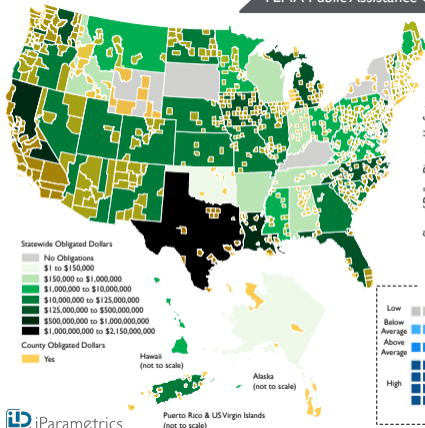 FEMA Public Assistance
Statewide Obligated Dollars
No Obligations
$1 to $150,000
$150,000 to $1,000,000
$1,000,000 to $10,000,000
$10,000,000 to $125,000,000
$125,000,000 to $500,000,000
$500,000,000 to $1,000,000,000
$1,000,000,000 to $2,150,000,000
County Obligated Dollars
Yes
Hawaii
(not to scale)
Alaska
(not to scale)
Puerto Rico & US Virgin Islands
(not to scale)
Low
Below
Average
Above
Average
High
iParametrics